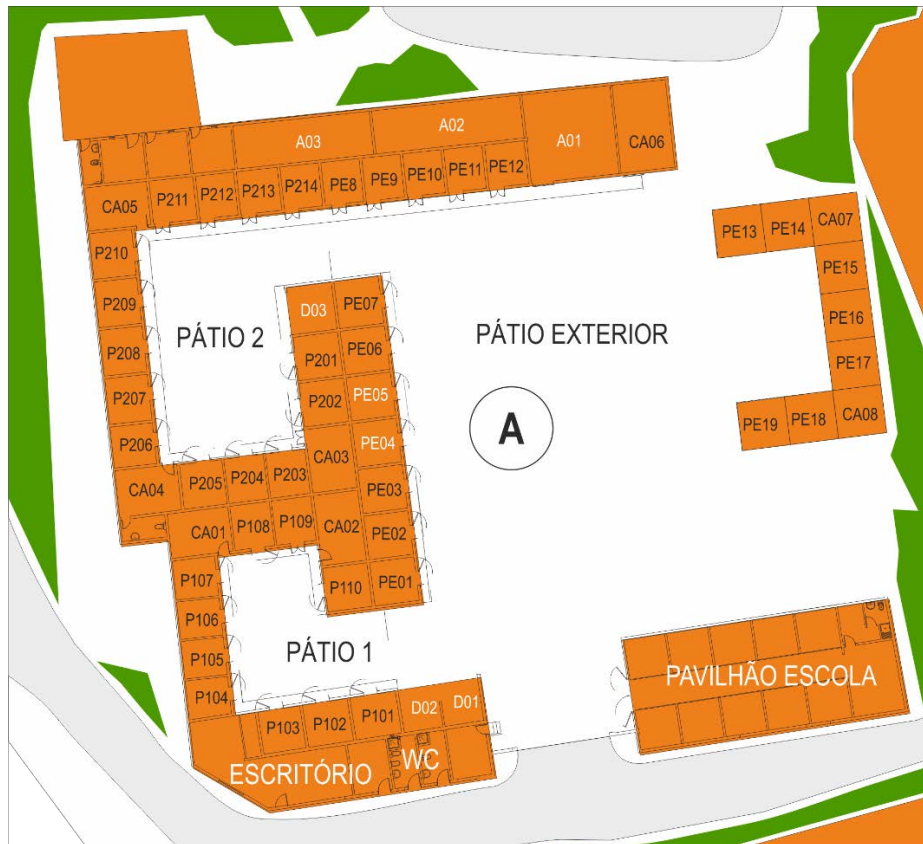 A03
A02
A01
CA06
CA05
P211
P212
P213
P214
PE8
PE9
PE10
PE11
PE12
P210
P209
P208
P207
P206
CA04
P205
P204
P203
PÁTIO 2
D03
PE07
P201
PE06
P202
PE05
CA03
PE04
PE03
CA02
PE02
P110
PE01
PÁTIO EXTERIOR
A
PE13
PE14
CA07
PE15
PE16
PE17
PE19
PE18
CA08
CA01
P108
P109
P107
P106
P105
P104
PÁTIO 1
P103
P102
P101
D02
D01
ESCRITÓRIO
WC
PAVILHÃO ESCOLA